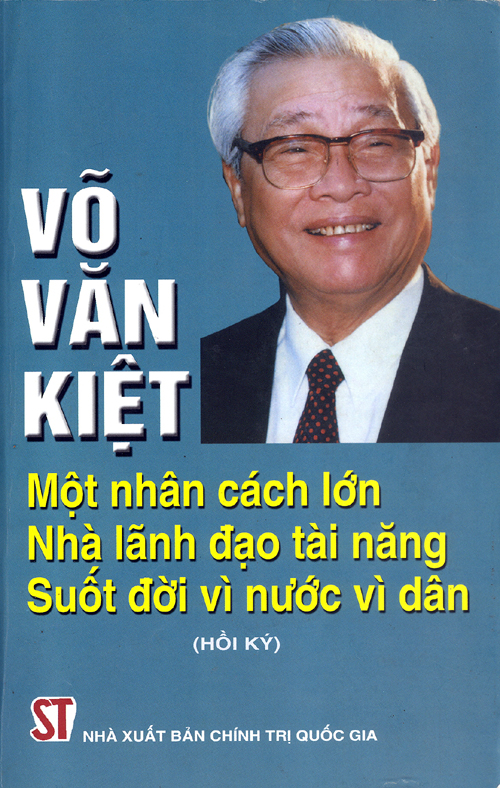 VÕ
VĂN
KIỆT
Một nhân cách lớn
Nhà lãnh đạo tài năng
Suốt đời vì nước vì dân
(HỒI KÝ)
ST
NHÀ XUẤT BẢN CHÍNH TRỊ QUỐC GIA